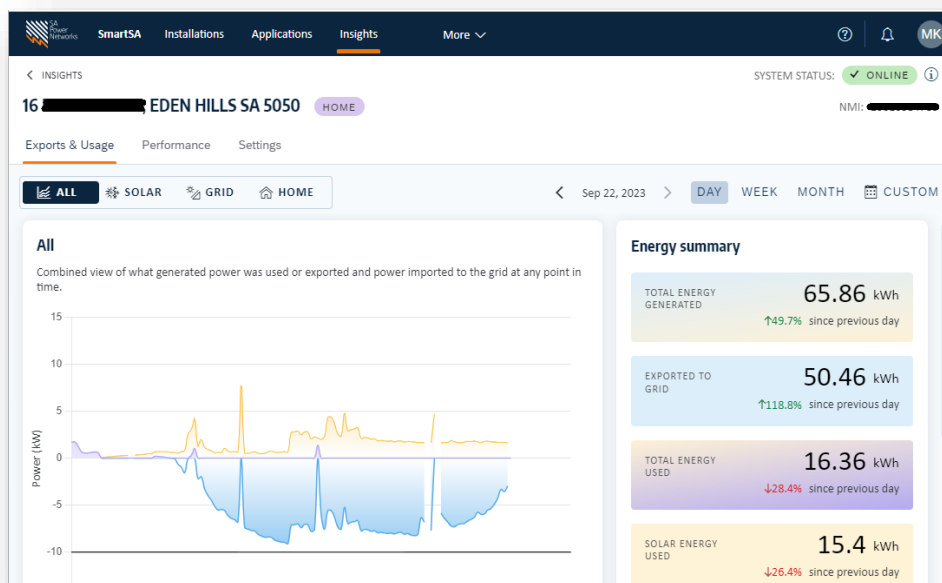 SA
Power
Networks
SmartSA Installations Applications Insights More MK
INSIGHTS
SYSTEM STATUS: ONLINE
16 , EDEN HILLS SA 5050 HOME
NMI:
Exports & Usage Performance Settings
ALL SOLAR GRID HOME
Sep 22, 2023 DAY WEEK MONTH CUSTOM
All
Combined view of what generated power was used or exported and power imported to the grid at any point in
time.
15
10
5
0
-5
-10
Power (kW)
Energy summary
TOTAL ENERGY
GENERATED
65.86 kWh
↑49.7% since previous day
EXPORTED TO
GRID
50.46 kWh
↑118.8% since previous day
TOTAL ENERGY
USED
16.36 kWh
↓28.4% since previous day
SOLAR ENERGY
USED
15.4 kWh
↓26.4% since previous day